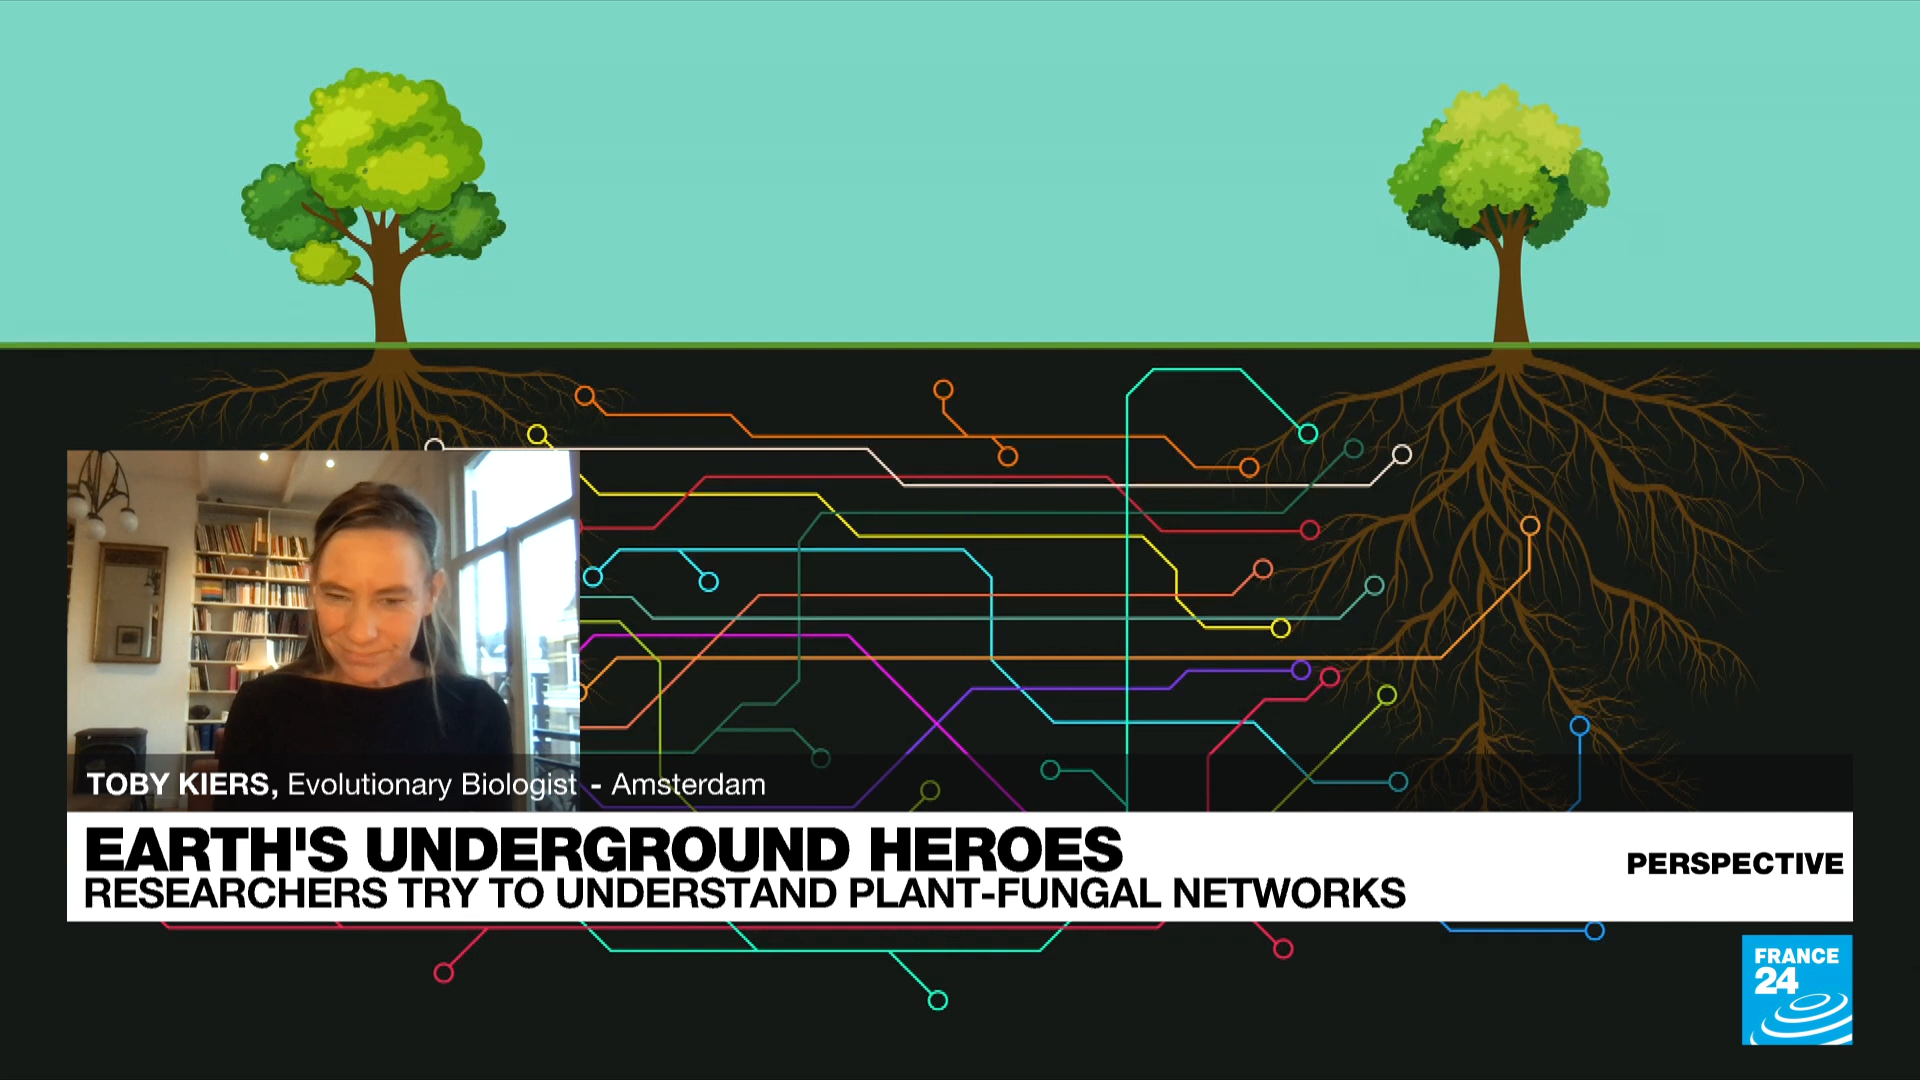 TOBY KIERS, Evolutionary Biologist - Amsterdam
EARTH'S UNDERGROUND HEROES
RESEARCHERS TRY TO UNDERSTAND PLANT-FUNGAL NETWORKS
PERSPECTIVE
FRANCE
24